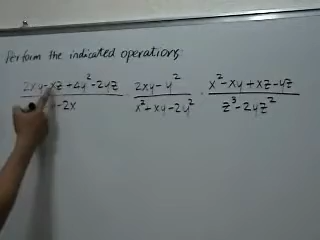 Perform the indicated operations
2xy-xz+4y²-2yz 2xy-y² x²-xy+xz-yz
-2x x²+xy-2y² z³-2yz²